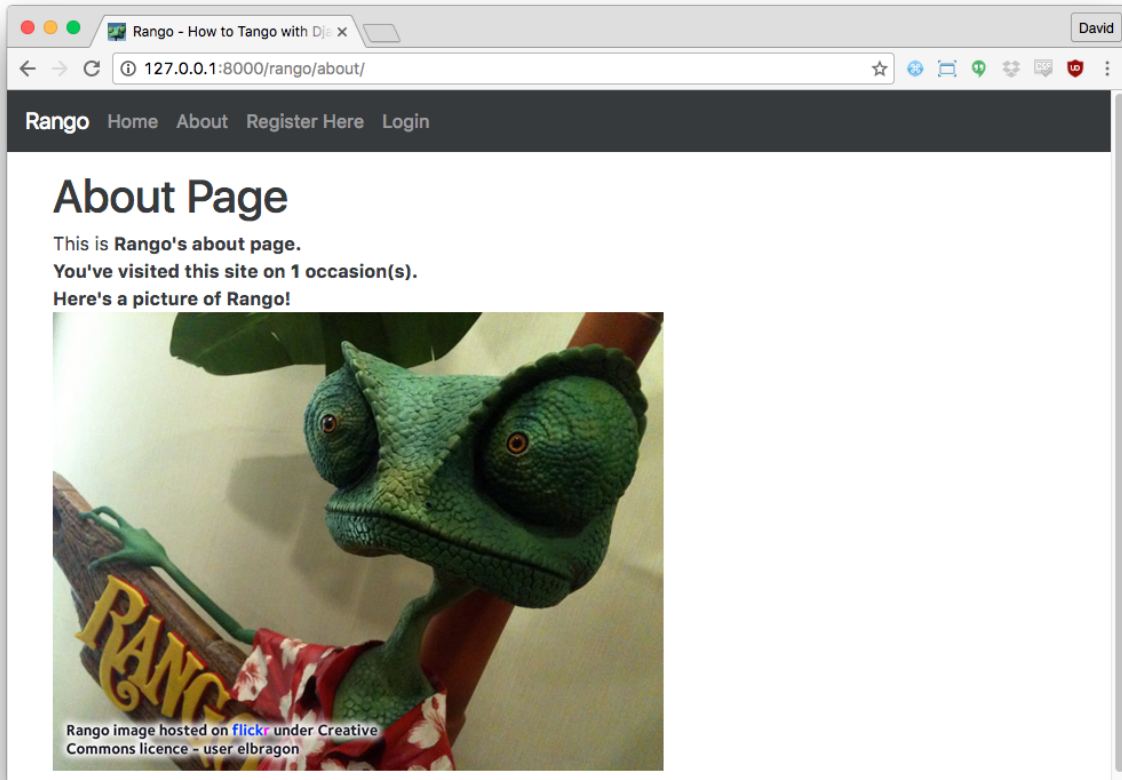 Rango - How to Tango with Dja
David
127.0.0.1:8000/rango/about/
Rango Home About Register Here Login
About Page
This is Rango's about page.
You've visited this site on 1 occasion(s).
Here's a picture of Rango!
RANGO
Rango image hosted on flickr under Creative
Commons licence - user elbragon